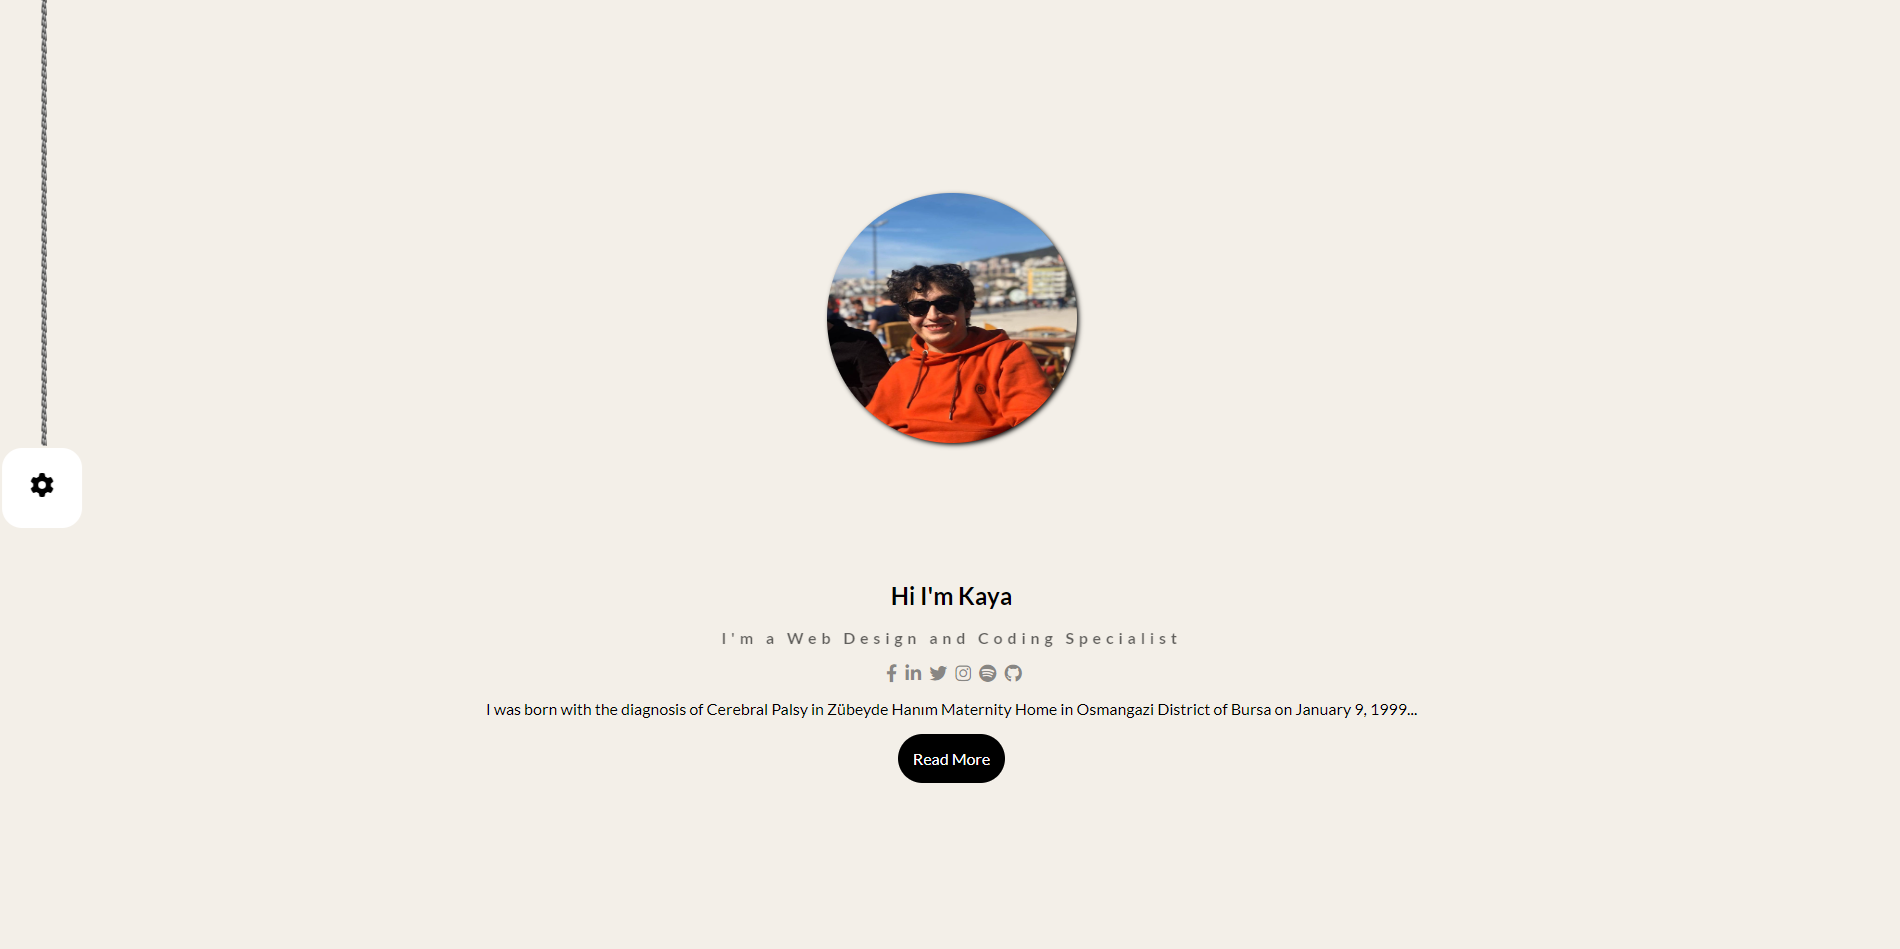 Hi I'm Kaya
I'm a Web Design and Coding Specialist
I was born with the diagnosis of Cerebral Palsy in Zübeyde Hanım Maternity Home in Osmangazi District of Bursa on January 9, 1999...
Read More